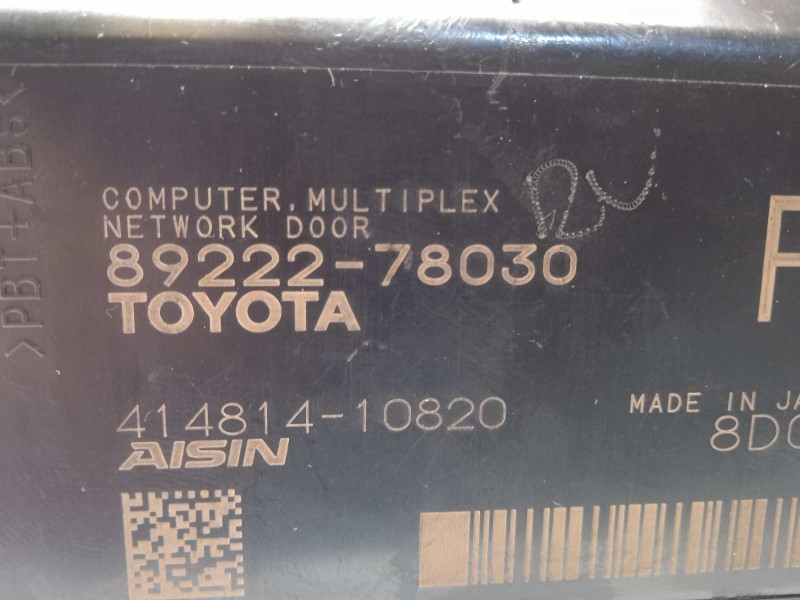 COMPUTER, MULTIPLEX
NETWORK DOOR
89222-78030
TOYOTA
414814-10820
AISIN
MADE IN JA
8D
>PBT+ABS<